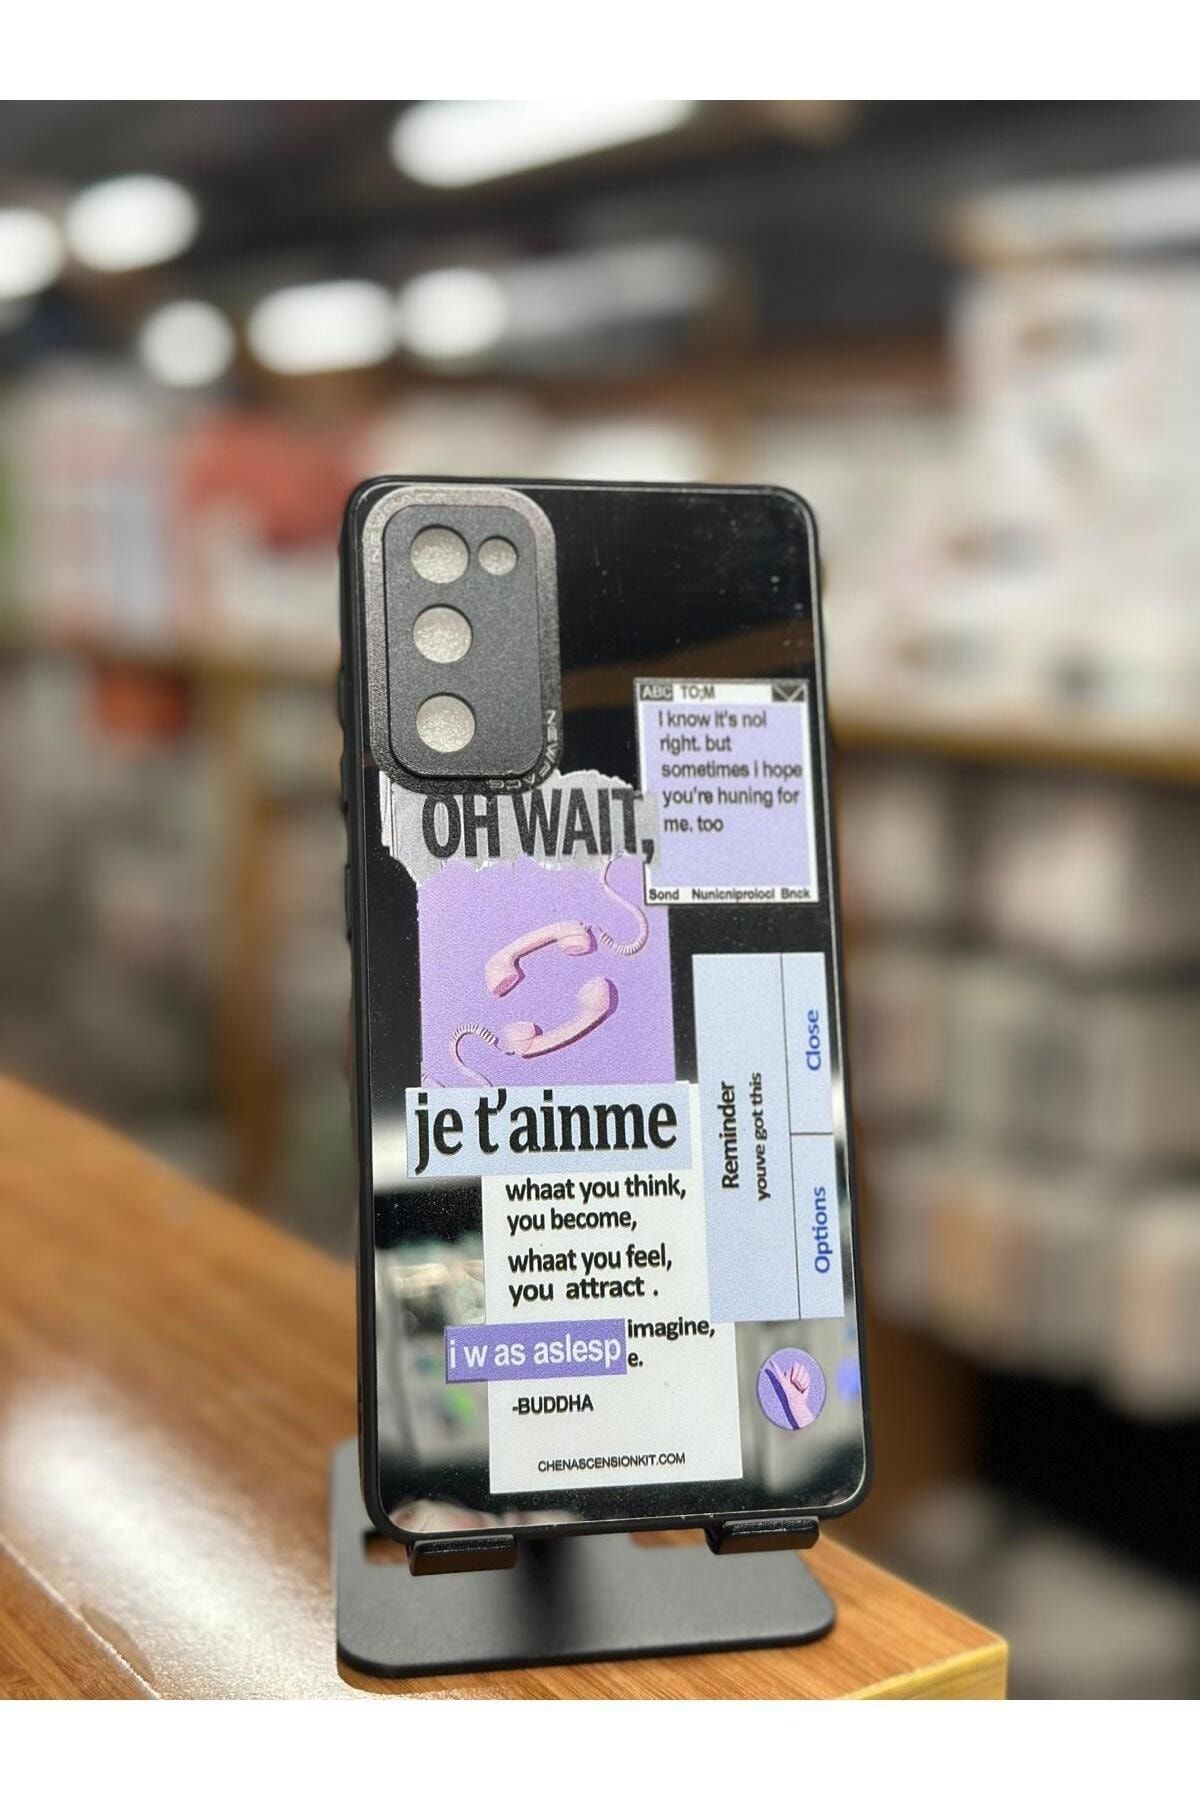 NEWFACE
ABC TO;M
I know It's nol
right. but
sometimes I hope
you're huning for
me. too
Sond Nunicniprolocl Bnck
OH WAIT,
je t'ainme
whaat you think,
you become,
whaat you feel,
you attract .
imagine,
i w as aslesp
e.
-BUDDHA
CHENASCENSIONKIT.COM
Reminder
youve got this
Close
Options